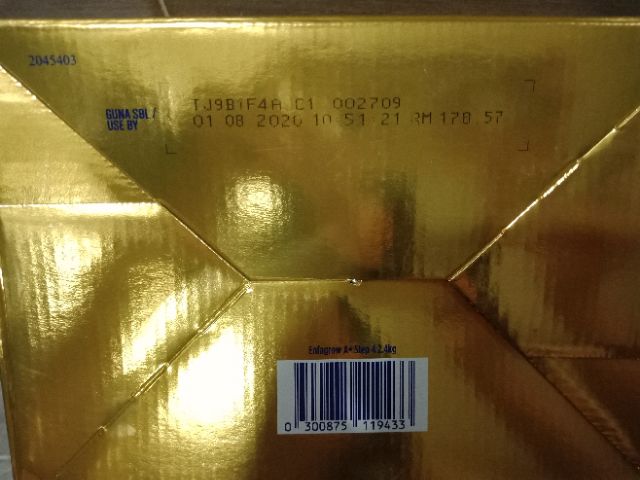 2045403
GUNA SBL /
USE BY
TJ9B1F4A C1 002709
01 08 2020 10 51 21 RM 178.57
Enfagrow A+ Step 4 2.4kg
0 300875 119433